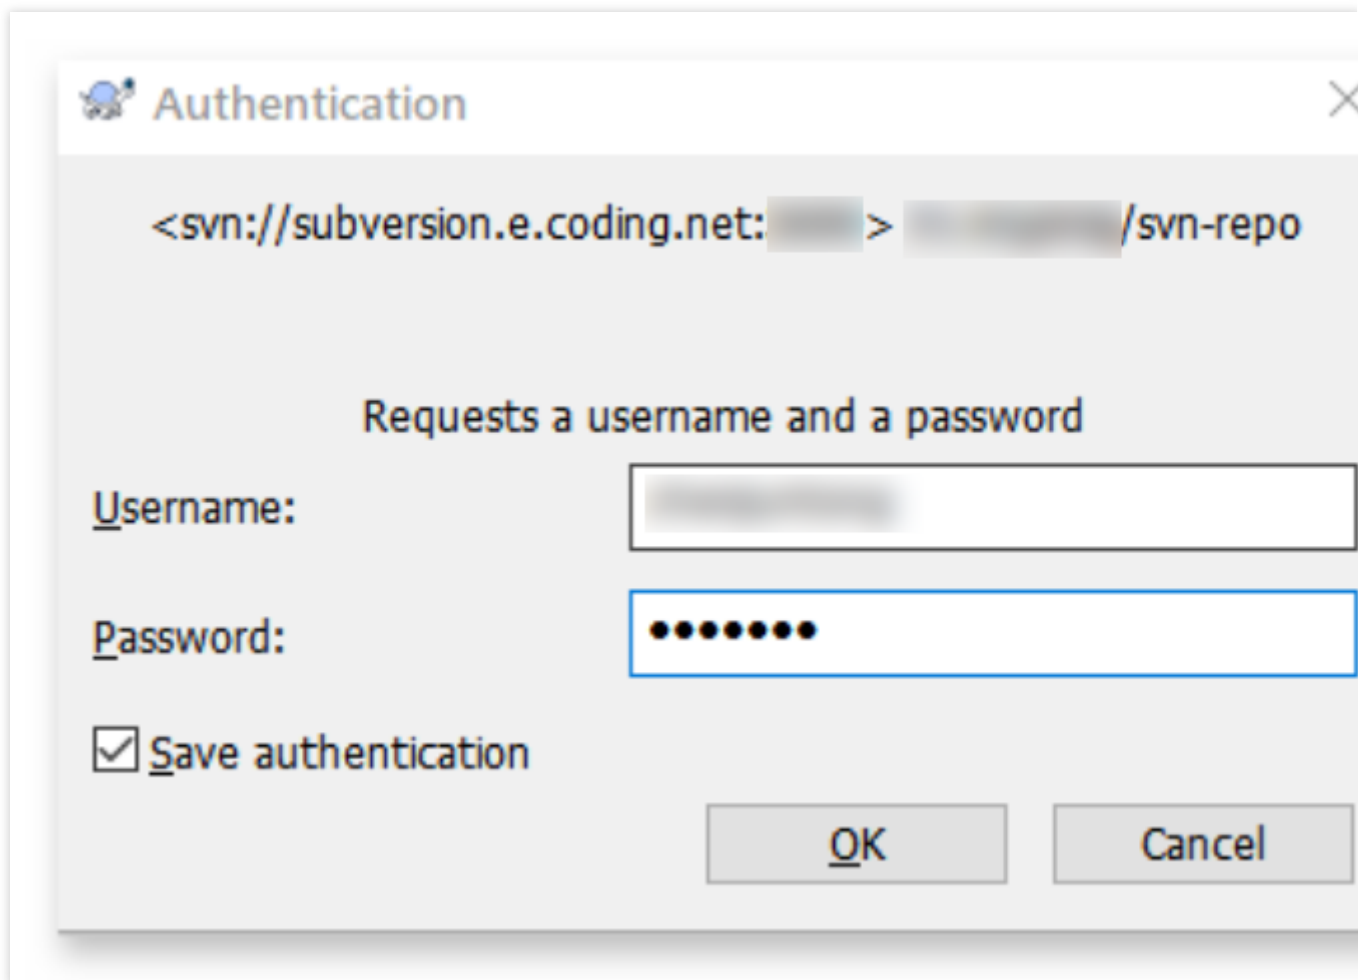 Authentication
<svn://subversion.e.coding.net: > /svn-repo
Requests a username and a password
Username:
Password:
Save authentication
OK
Cancel